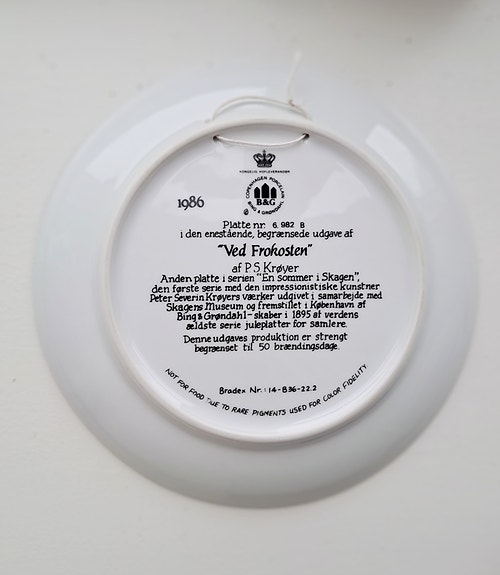 KONGELIG HOFLEVERANDØR
COPENHAGEN PORCELAIN
B&G
BING & GRØNDAHL
©
1986
Platte nr. 6.982 B
i den enestående, begrænsede udgave af
"Ved Frokosten"
af P.S. Krøyer
Anden platte i serien "En sommer i Skagen",
den første serie med den impressionistiske kunstner
Peter Severin Krøyers værker udgivet i samarbejde med
Skagens Museum og fremstillet i København af
Bing & Grøndahl-skaber i 1895 af verdens
ældste serie juleplatter for samlere.
Denne udgaves produktion er strengt
begrænset til 50 brændingsdage.
Bradex Nr.: 14-B36-22.2
NOT FOR FOOD DUE TO RARE PIGMENTS USED FOR COLOR FIDELITY.